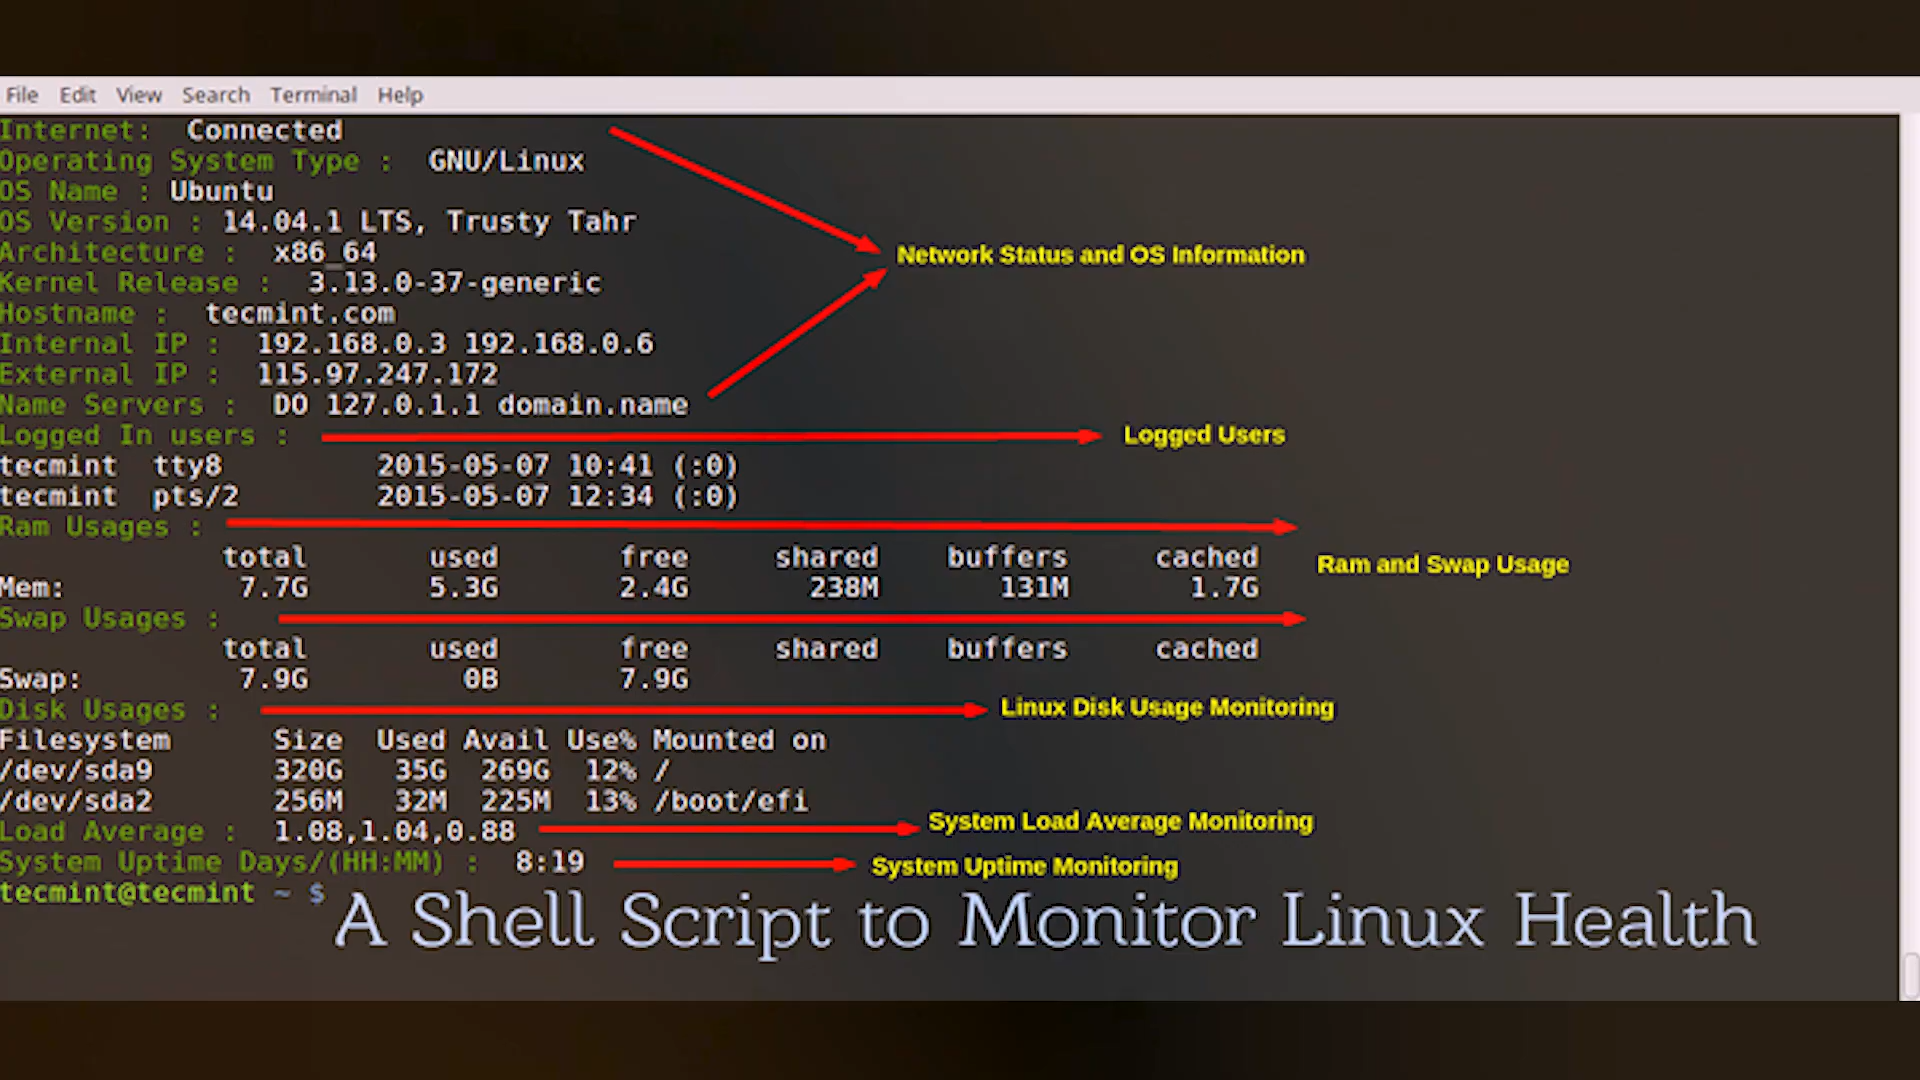 File Edit View Search Terminal Help
Internet: Connected
Operating System Type : GNU/Linux
OS Name : Ubuntu
OS Version : 14.04.1 LTS, Trusty Tahr
Architecture : x86_64
Network Status and OS Information
Kernel Release : 3.13.0-37-generic
Hostname : tecmint.com
Internal IP : 192.168.0.3 192.168.0.6
External IP : 115.97.247.172
Name Servers : DO 127.0.1.1 domain.name
Logged In users :
Logged Users
tecmint tty8 2015-05-07 10:41 (:0)
tecmint pts/2 2015-05-07 12:34 (:0)
Ram Usages :
total used free shared buffers cached
Ram and Swap Usage
Mem: 7.7G 5.3G 2.4G 238M 131M 1.7G
Swap Usages :
total used free shared buffers cached
Swap: 7.9G 0B 7.9G
Disk Usages :
Linux Disk Usage Monitoring
Filesystem Size Used Avail Use% Mounted on
/dev/sda9 320G 35G 269G 12% /
/dev/sda2 256M 32M 225M 13% /boot/efi
Load Average : 1.08,1.04,0.88
System Load Average Monitoring
System Uptime Days/(HH:MM) : 8:19
System Uptime Monitoring
tecmint@tecmint ~ $
A Shell Script to Monitor Linux Health